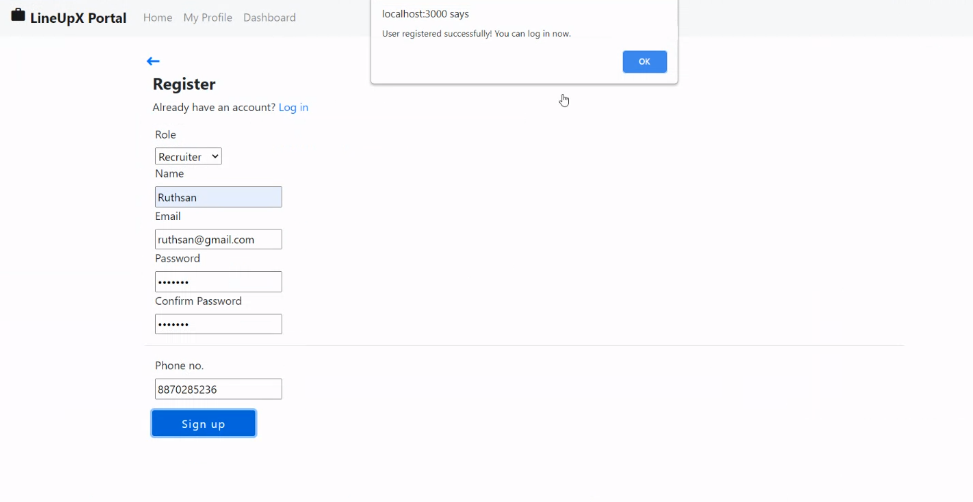 LineUpX Portal Home My Profile Dashboard
localhost:3000 says
User registered successfully! You can log in now.
OK
Register
Already have an account? Log in
Role
Recruiter
Name
Ruthsan
Email
ruthsan@gmail.com
Password
•••••••
Confirm Password
•••••••
Phone no.
8870285236
Sign up